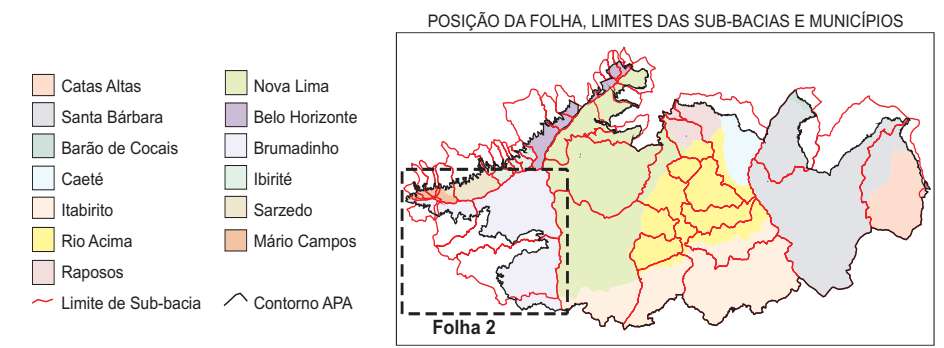 POSIÇÃO DA FOLHA, LIMITES DAS SUB-BACIAS E MUNICÍPIOS
Catas Altas
Santa Bárbara
Barão de Cocais
Caeté
Itabirito
Rio Acima
Raposos
Limite de Sub-bacia
Nova Lima
Belo Horizonte
Brumadinho
Ibirité
Sarzedo
Mário Campos
Contorno APA
Folha 2